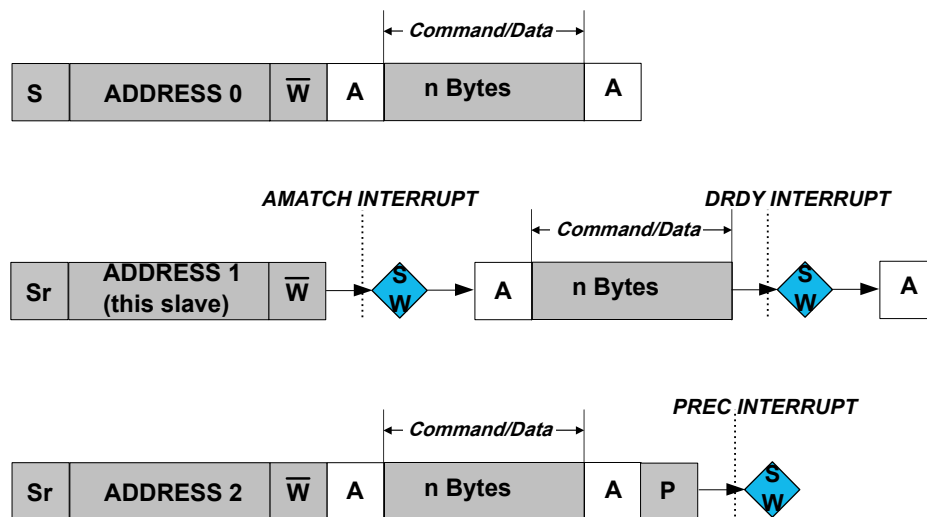 Command/Data
S ADDRESS 0 W̅ A n Bytes A
AMATCH INTERRUPT DRDY INTERRUPT
Command/Data
Sr ADDRESS 1 (this slave) W̅ S W A n Bytes S W A
PREC INTERRUPT
Command/Data
Sr ADDRESS 2 W̅ A n Bytes A P S W